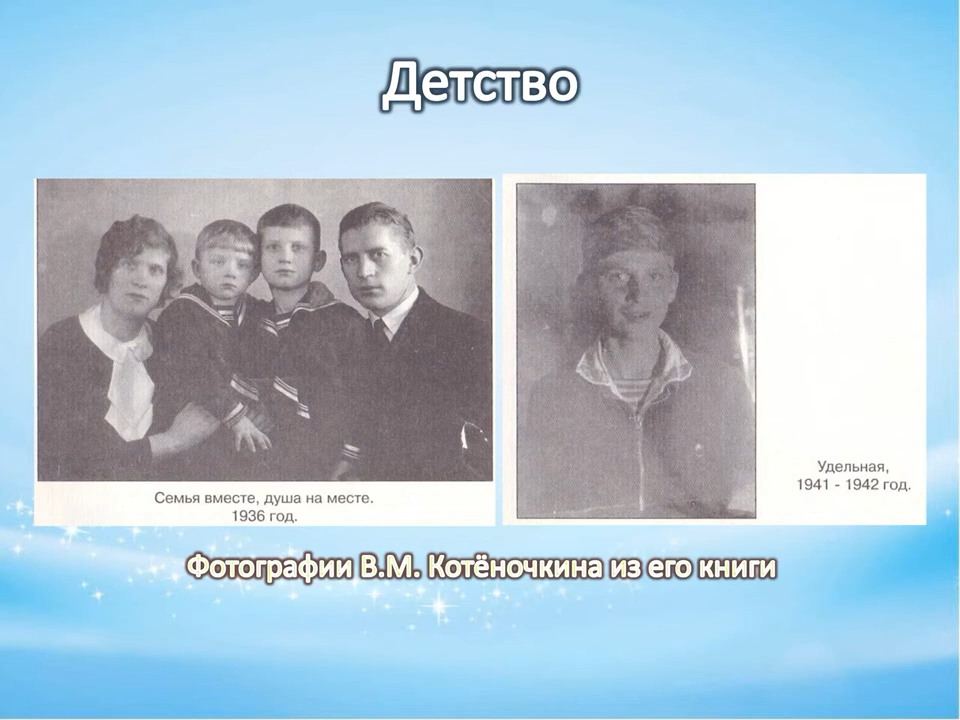 Детство
Семья вместе, душа на месте.
1936 год.
Удельная,
1941 - 1942 год.
Фотографии В.М. Котёночкина из его книги